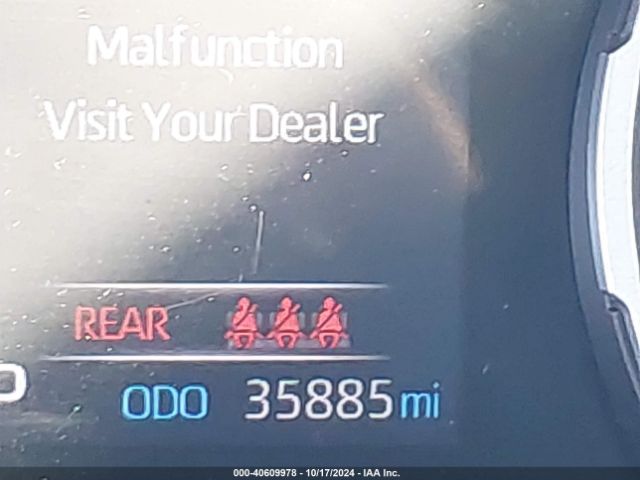 Malfunction
Visit Your Dealer
REAR
ODO 35885 mi
000-40609978 - 10/17/2024 - IAA Inc.